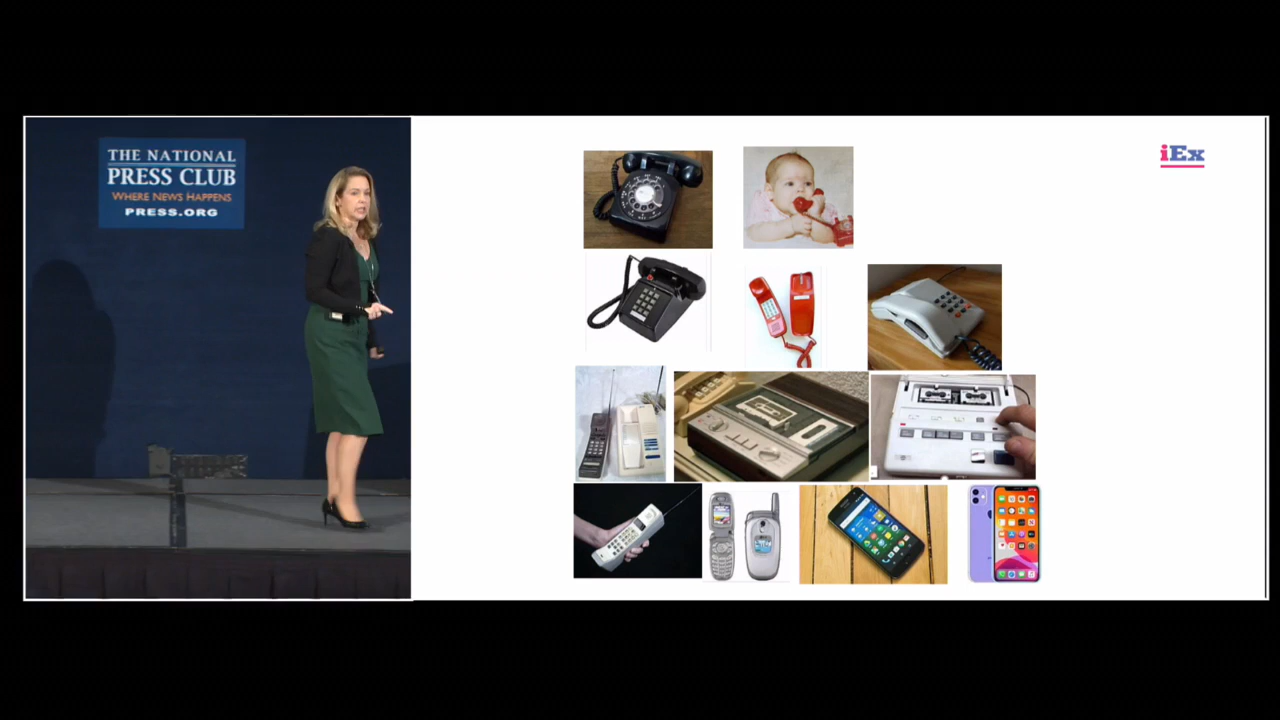 THE NATIONAL
PRESS CLUB
WHERE NEWS HAPPENS
PRESS.ORG
iEx